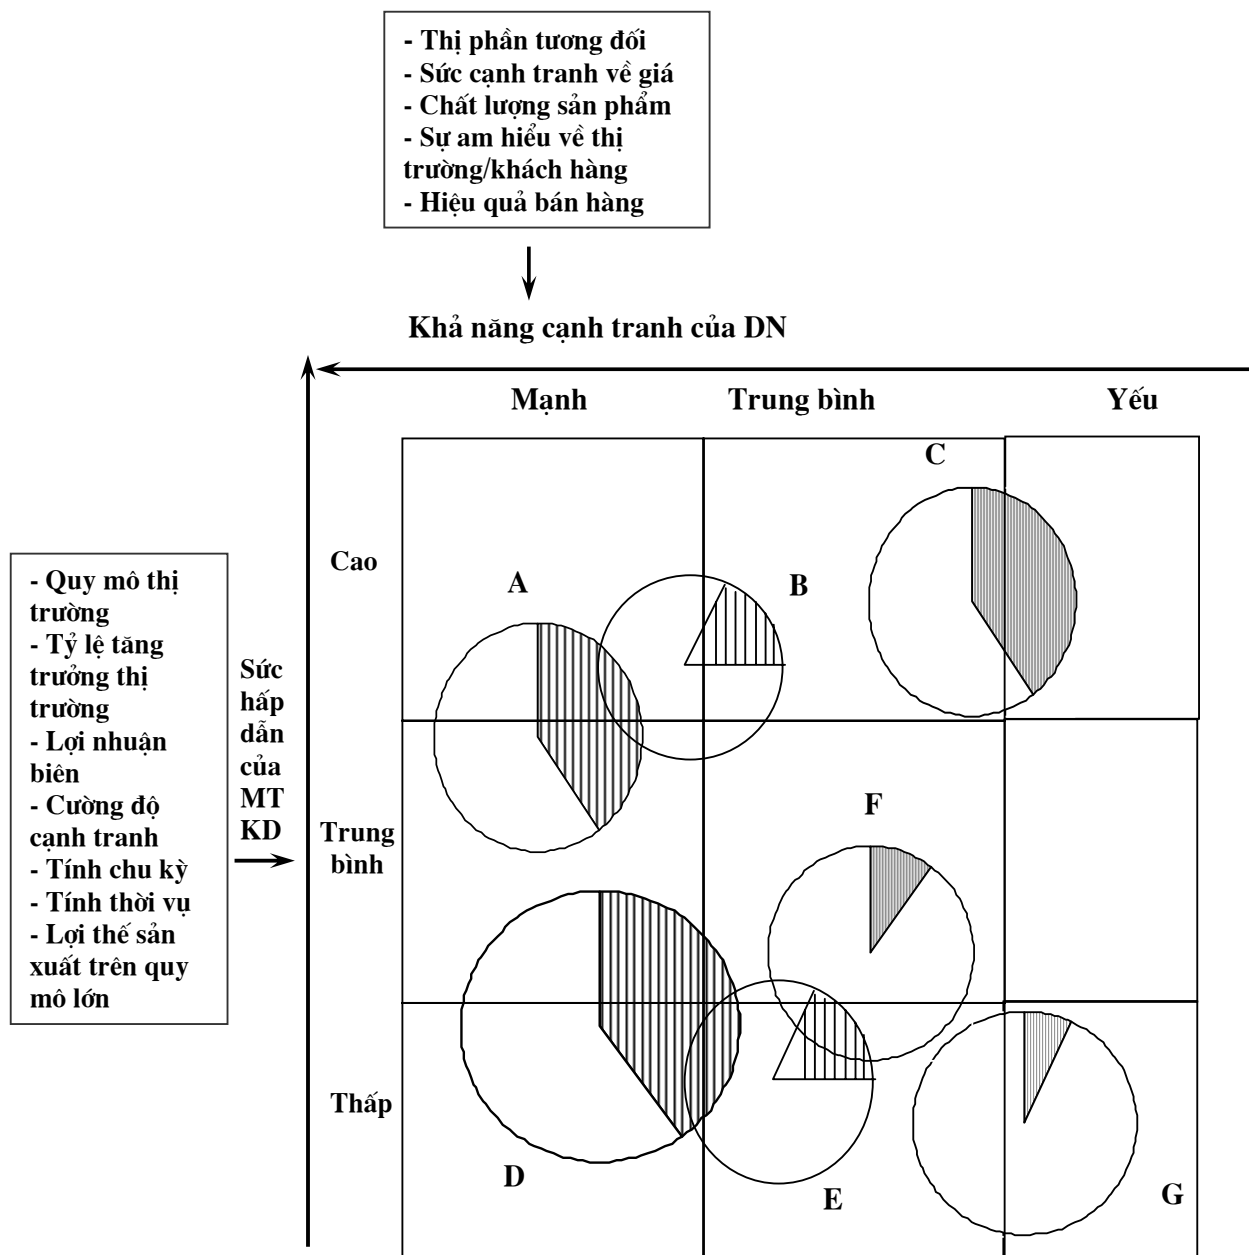 - Thị phần tương đối
- Sức cạnh tranh về giá
- Chất lượng sản phẩm
- Sự am hiểu về thị
trường/khách hàng
- Hiệu quả bán hàng
Khả năng cạnh tranh của DN
Mạnh
Trung bình
Yếu
- Quy mô thị
trường
- Tỷ lệ tăng
trưởng thị
trường
- Lợi nhuận
biên
- Cường độ
cạnh tranh
- Tính chu kỳ
- Tính thời vụ
- Lợi thế sản
xuất trên quy
mô lớn
Sức
hấp
dẫn
của
MT
KD
Cao
Trung
bình
Thấp
A
B
C
D
E
F
G